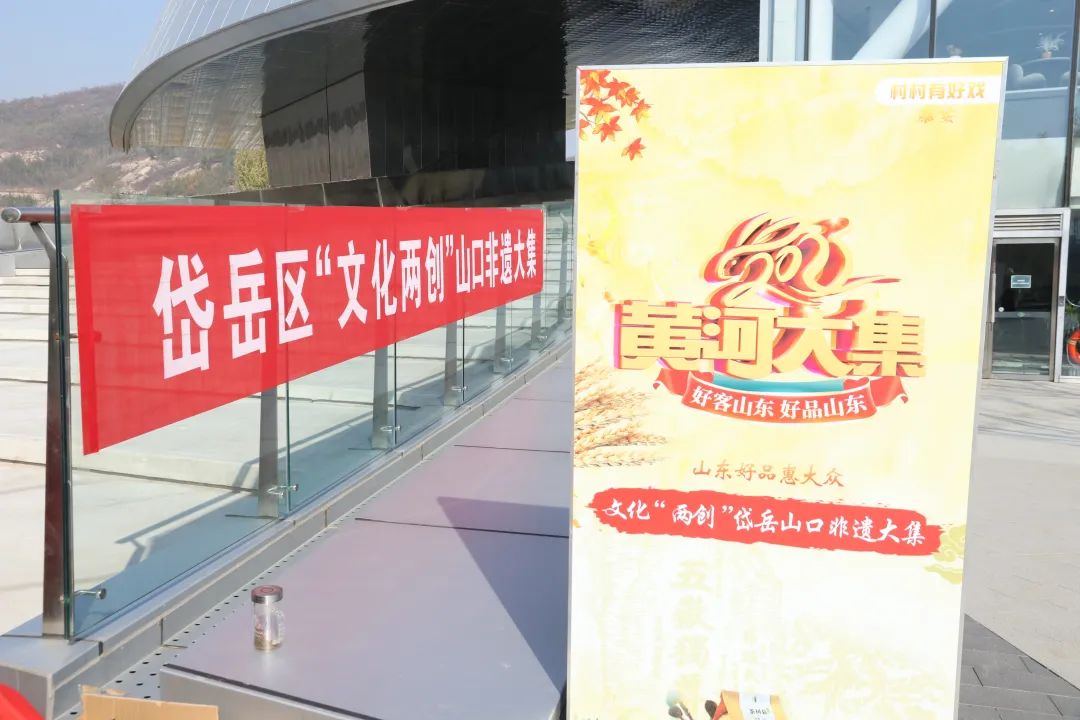 岱岳区“文化两创”山口非遗大集
村村有好戏
泰安
黄河大集
好客山东 好品山东
山东好品惠大众
文化“两创”岱岳山口非遗大集